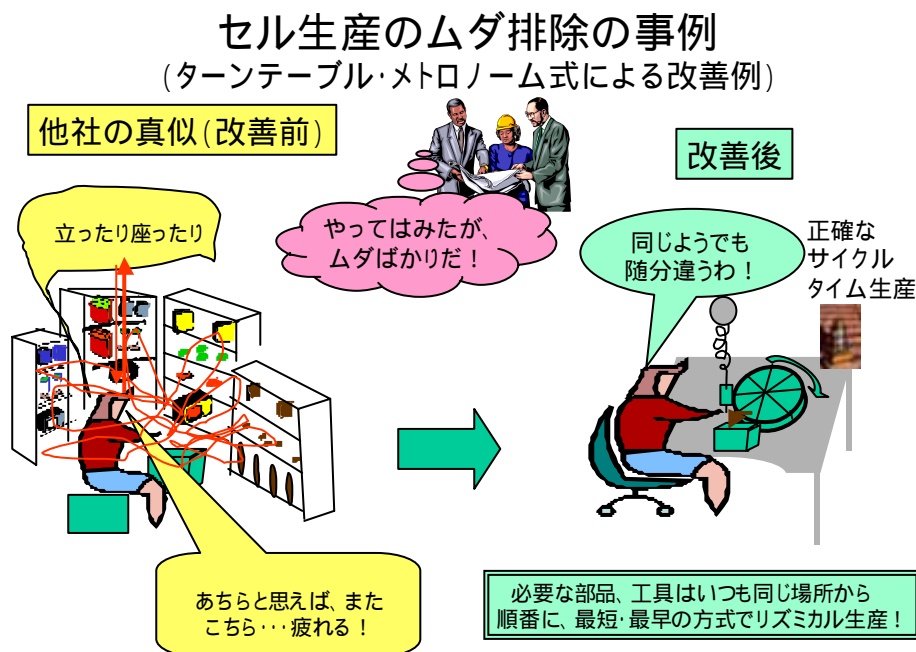 セル生産のムダ排除の事例
(ターンテーブル・メトロノーム式による改善例)
他社の真似(改善前)
改善後
立ったり座ったり
やってはみたが、
ムダばかりだ！
同じようでも
随分違うわ！
正確な
サイクル
タイム生産
あちらと思えば、また
こちら・・・疲れる！
必要な部品、工具はいつも同じ場所から
順番に、最短・最早の方式でリズミカル生産！